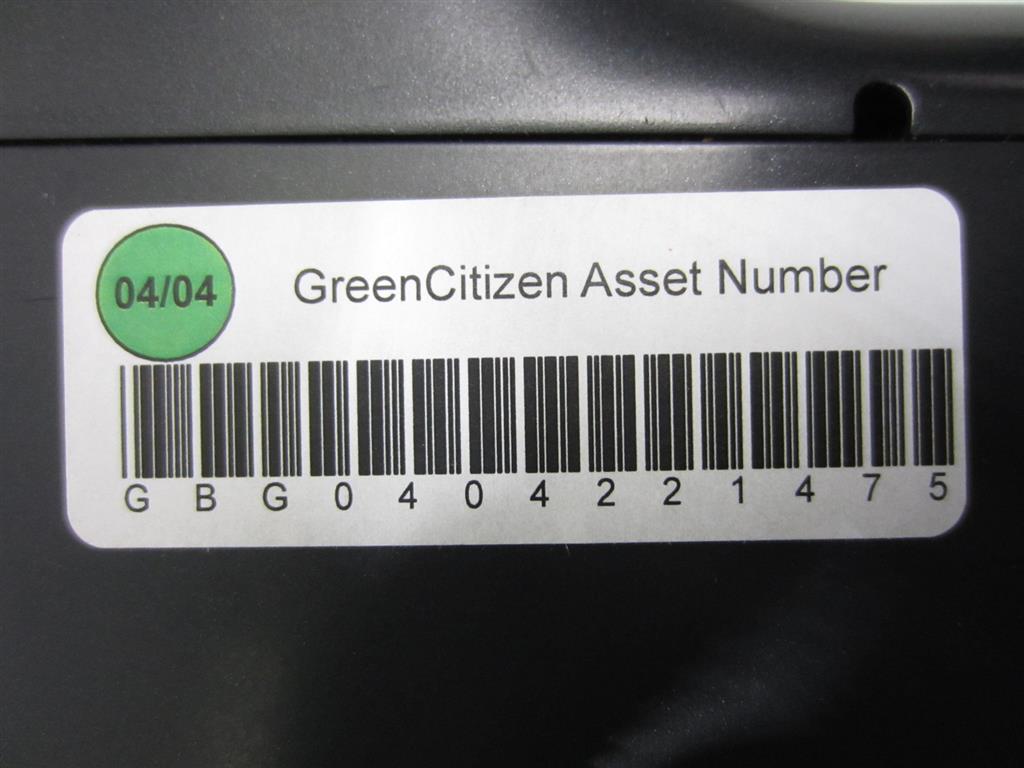 04/04
GreenCitizen Asset Number
G B G 0 4 0 4 2 2 1 4 7 5